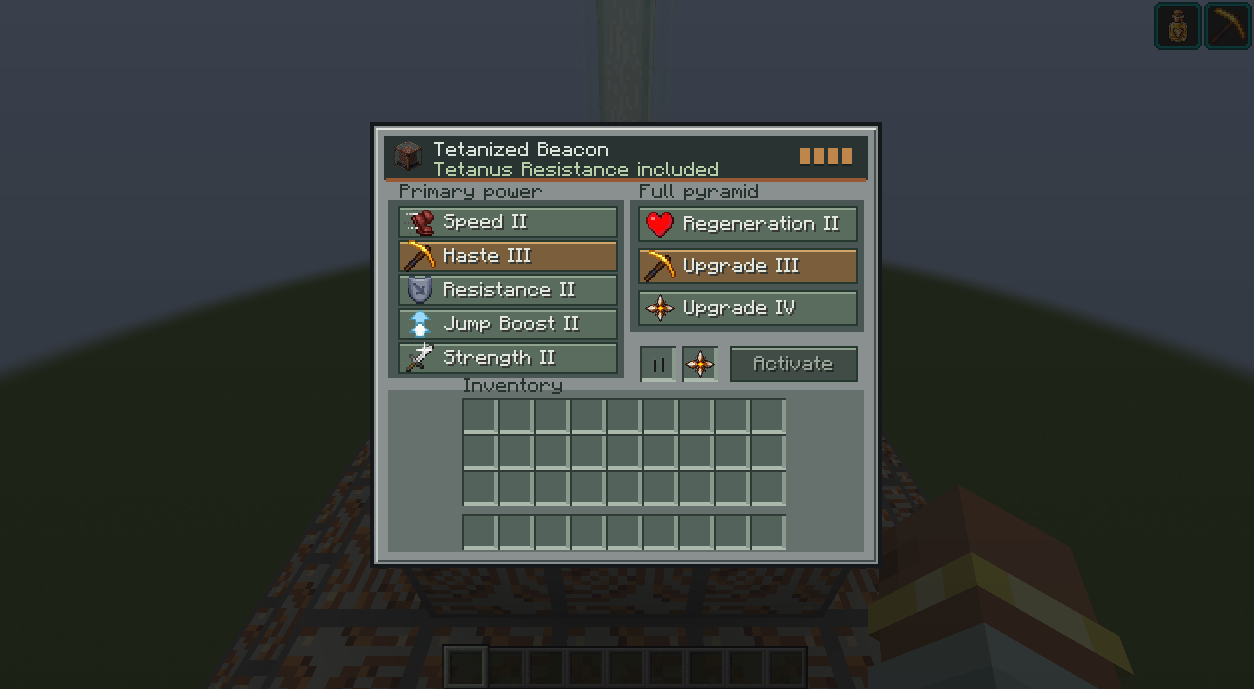 Tetanized Beacon
Tetanus Resistance included
Primary power
Full pyramid
Speed II
Haste III
Resistance II
Jump Boost II
Strength II
Regeneration II
Upgrade III
Upgrade IV
Activate
Inventory